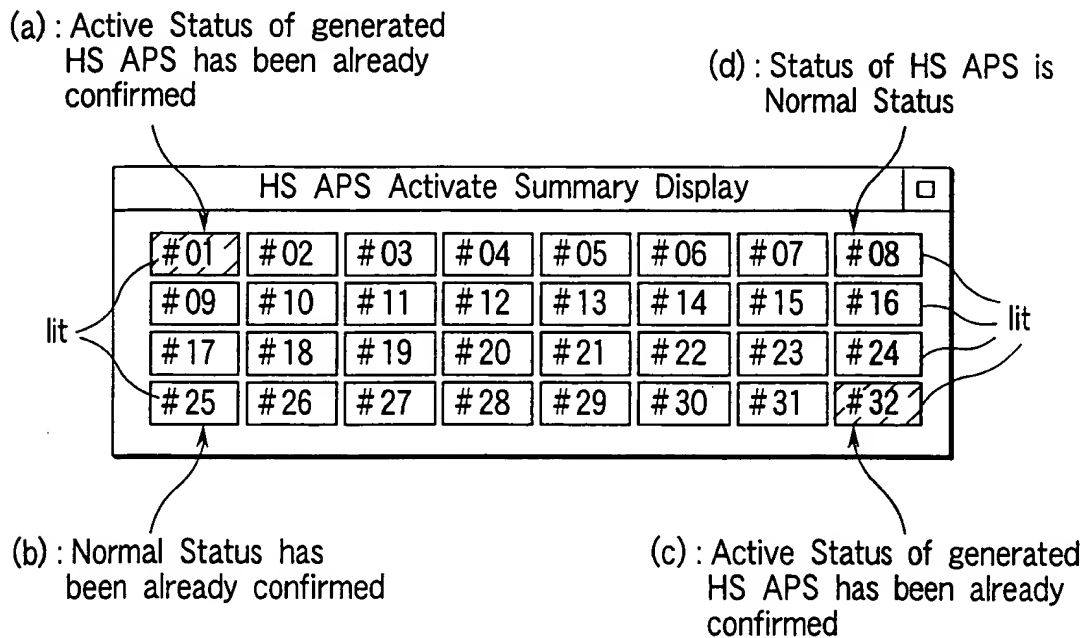 (a) : Active Status of generated
HS APS has been already
confirmed
(d) : Status of HS APS is
Normal Status
HS APS Activate Summary Display
#01 #02 #03 #04 #05 #06 #07 #08
#09 #10 #11 #12 #13 #14 #15 #16
lit
lit
#17 #18 #19 #20 #21 #22 #23 #24
#25 #26 #27 #28 #29 #30 #31 #32
(b) : Normal Status has
been already confirmed
(c) : Active Status of generated
HS APS has been already
confirmed